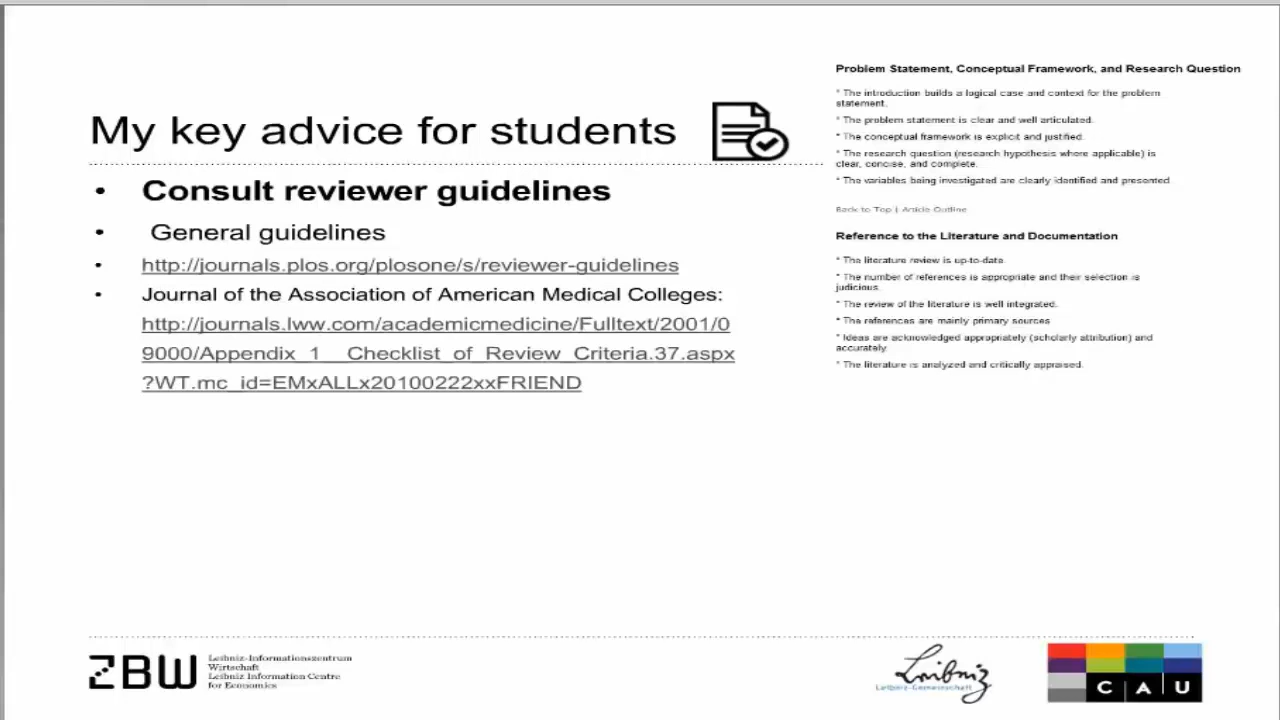 My key advice for students
• Consult reviewer guidelines
• General guidelines
• http://journals.plos.org/plosone/s/reviewer-guidelines
• Journal of the Association of American Medical Colleges:
http://journals.lww.com/academicmedicine/Fulltext/2001/0
9000/Appendix_1__Checklist_of_Review_Criteria.37.aspx
?WT.mc_id=EMxALLx20100222xxFRIEND
Problem Statement, Conceptual Framework, and Research Question
* The introduction builds a logical case and context for the problem
statement.
* The problem statement is clear and well articulated.
* The conceptual framework is explicit and justified.
* The research question (research hypothesis where applicable) is
clear, concise, and complete.
* The variables being investigated are clearly identified and presented
Back to Top | Article Outline
Reference to the Literature and Documentation
* The literature review is up-to-date.
* The number of references is appropriate and their selection is
judicious.
* The review of the literature is well integrated.
* The references are mainly primary sources
* Ideas are acknowledged appropriately (scholarly attribution) and
accurately
* The literature is analyzed and critically appraised.
ZBW
Leibniz-Informationszentrum
Wirtschaft
Leibniz Information Centre
for Economics
Leibniz
Leibniz-Gemeinschaft
C A U